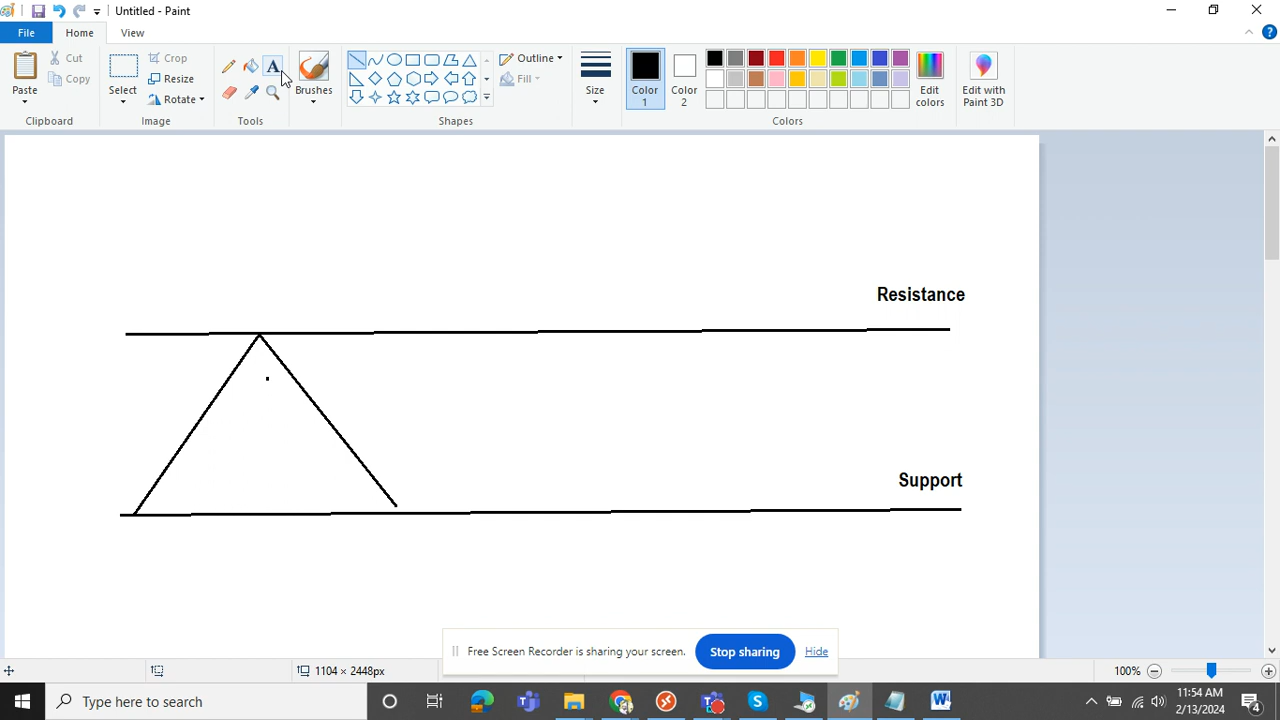 Untitled - Paint
File
Home
View
Paste
Cut
Copy
Clipboard
Select
Crop
Resize
Rotate
Image
A
Tools
Brushes
Outline
Fill
Shapes
Size
Color 1
Color 2
Edit colors
Colors
Edit with Paint 3D
Resistance
Support
Free Screen Recorder is sharing your screen.
Stop sharing
Hide
1104 × 2448px
100%
Type here to search
11:54 AM
2/13/2024
4